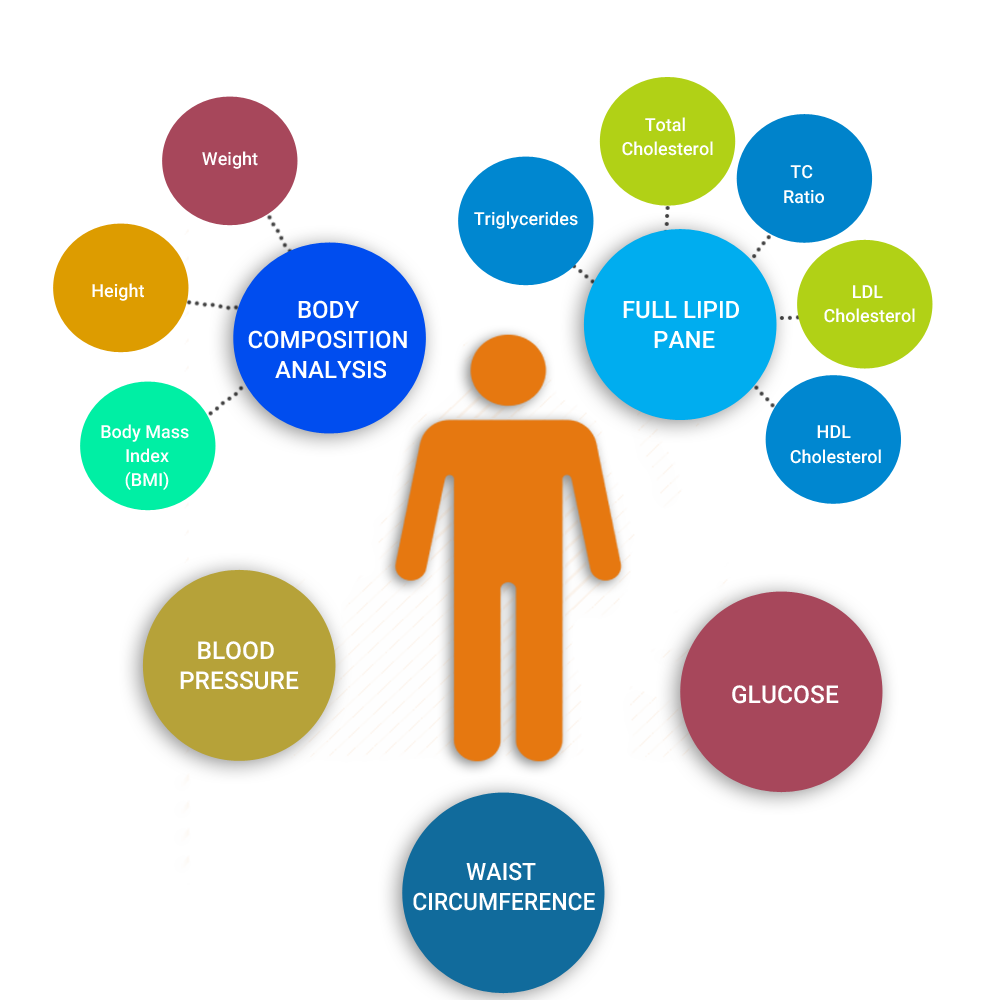 Weight
Height
Body Mass
Index
(BMI)
BODY
COMPOSITION
ANALYSIS
Triglycerides
Total
Cholesterol
TC
Ratio
LDL
Cholesterol
HDL
Cholesterol
FULL LIPID
PANE
BLOOD
PRESSURE
GLUCOSE
WAIST
CIRCUMFERENCE